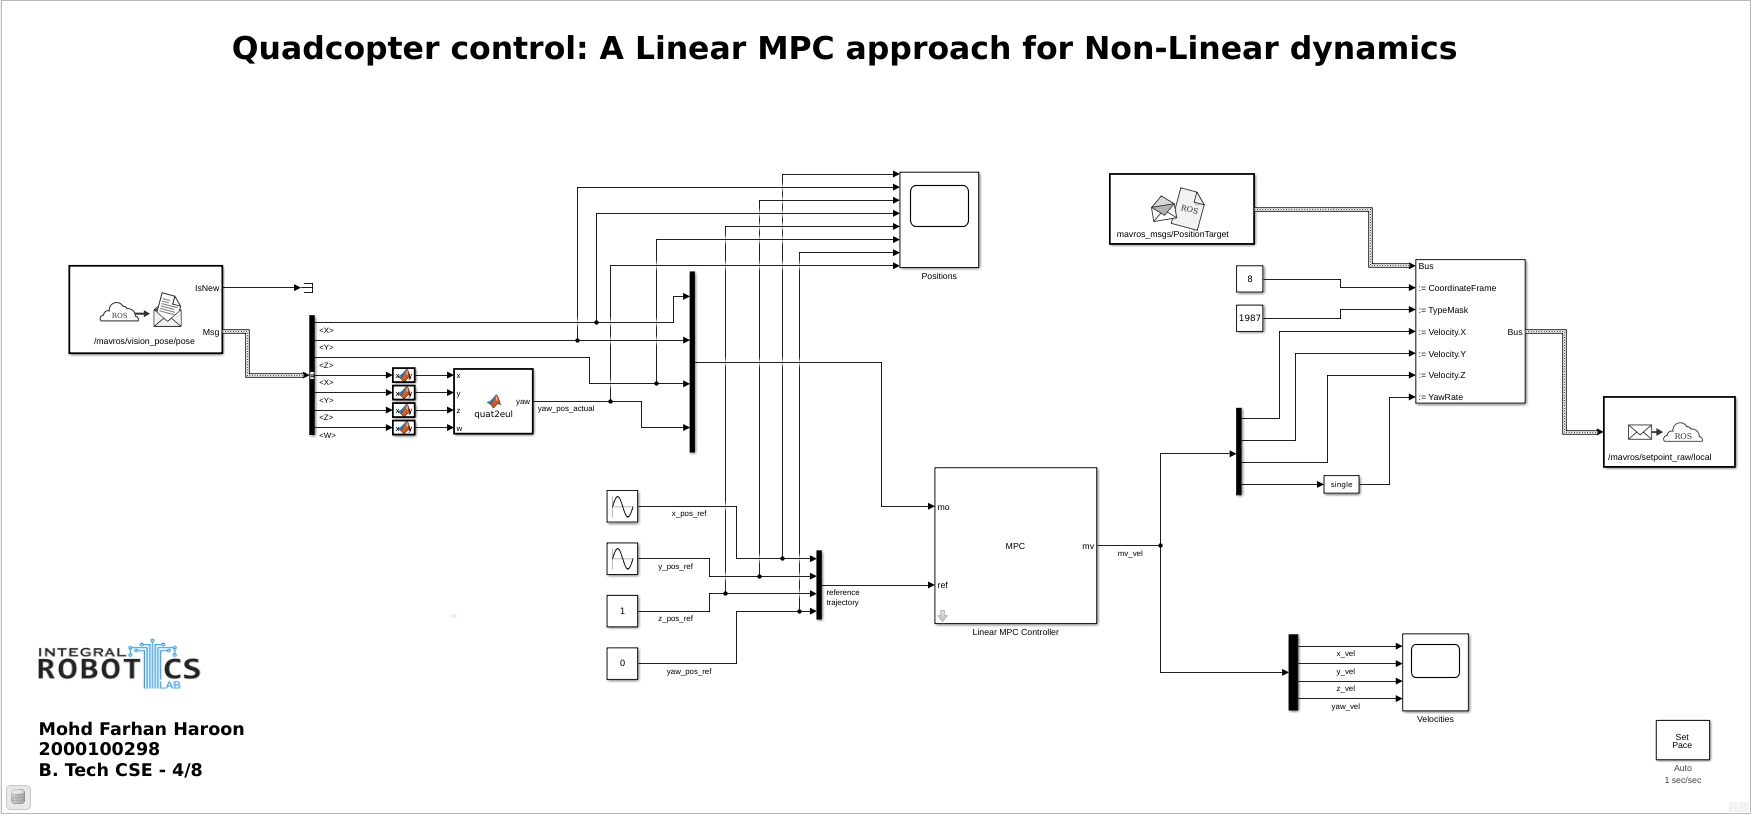 Quadcopter control: A Linear MPC approach for Non-Linear dynamics
IsNew
Msg
ROS
/mavros/vision_pose/pose
<X>
<Y>
<Z>
<X>
<Y>
<Z>
<W>
x
y
z
w
yaw
quat2eul
yaw_pos_actual
Positions
x_pos_ref
y_pos_ref
1
z_pos_ref
0
yaw_pos_ref
reference
trajectory
mo
ref
MPC
mv
Linear MPC Controller
mv_vel
ROS
mavros_msgs/PositionTarget
8
1987
Bus
:= CoordinateFrame
:= TypeMask
:= Velocity.X
:= Velocity.Y
:= Velocity.Z
:= YawRate
Bus
single
ROS
/mavros/setpoint_raw/local
x_vel
y_vel
z_vel
yaw_vel
Velocities
Set
Pace
Auto
1 sec/sec
INTEGRAL
ROBOTICS
LAB
Mohd Farhan Haroon
2000100298
B. Tech CSE - 4/8